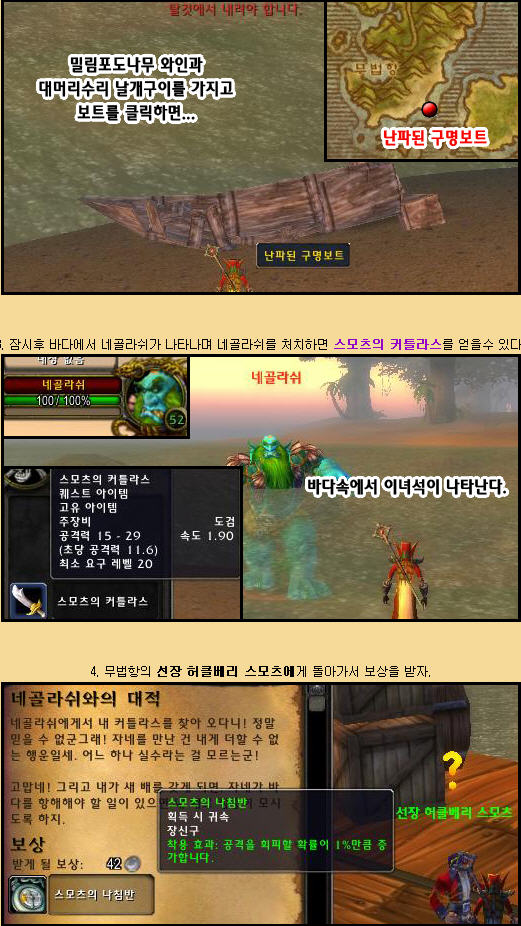 탈것에서 내려야 합니다.
밀림포도나무 와인과
대머리수리 날개구이를 가지고
보트를 클릭하면...
무법항
난파된 구명보트
난파된 구명보트
. 잠시후 바다에서 네골라쉬가 나타나며 네골라쉬를 처치하면 스모츠의 커틀라스를 얻을수 있다
대상 없음
네골라쉬
100/ 100%
52
네골라쉬
바다속에서 이녀석이 나타난다.
스모츠의 커틀라스
퀘스트 아이템
고유 아이템
주장비 도검
공격력 15 - 29 속도 1.90
(초당 공격력 11.6)
최소 요구 레벨 20
스모츠의 커틀라스
4. 무법항의 선장 허클베리 스모츠에게 돌아가서 보상을 받자.
네골라쉬와의 대적
네골라쉬에게서 내 커틀라스를 찾아 오다니! 정말
믿을 수 없군그래! 자네를 만난 건 내게 더할 수 없
는 행운일세. 어느 하나 실수라는 걸 모르는군!
고맙네! 그리고 내가 새 배를 갖게 되면, 자네가 바
다를 항해해야 할 일이 있으면 모시
도록 하지.
스모츠의 나침반
획득 시 귀속
장신구
착용 효과: 공격을 회피할 확률이 1%만큼 증
가합니다.
보상
받게 될 보상: 42
스모츠의 나침반
선장 허클베리 스모츠